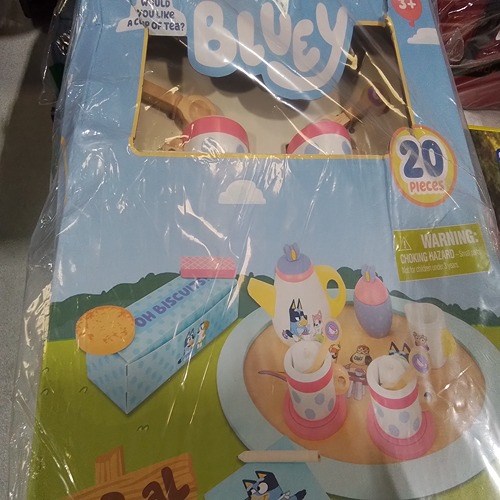 WOULD
YOU LIKE
A CUP OF TEA?
BLUEY
3+
20
PIECES
WARNING:
CHOKING HAZARD
OH BISCUITS